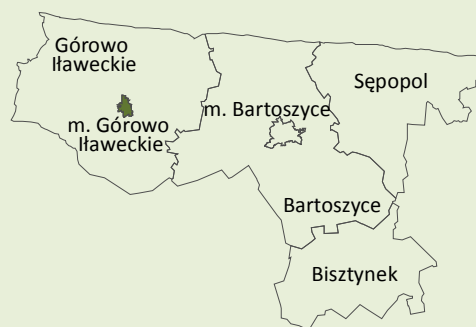 Górowo
Iławeckie
m. Górowo
Iławeckie
m. Bartoszyce
Sępopol
Bartoszyce
Bisztynek